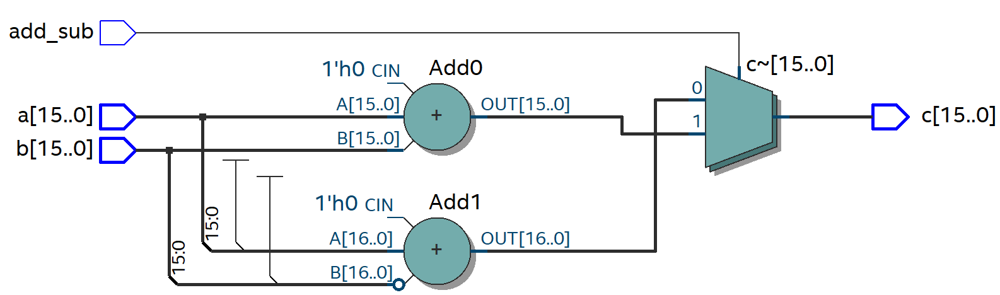 add_sub
c~[15..0]
1'h0 CIN
Add0
0
a[15..0]
A[15..0]
+
OUT[15..0]
1
c[15..0]
b[15..0]
B[15..0]
1'h0 CIN
Add1
15:0
A[16..0]
+
OUT[16..0]
15:0
B[16..0]